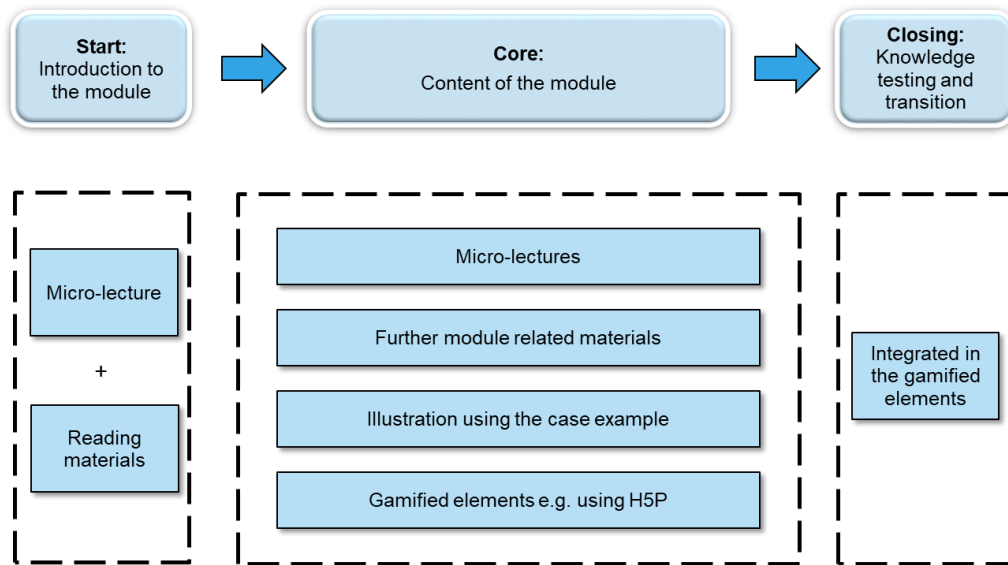 Start:
Introduction to
the module
Core:
Content of the module
Closing:
Knowledge
testing and
transition
Micro-lecture
+
Reading
materials
Micro-lectures
Further module related materials
Illustration using the case example
Gamified elements e.g. using H5P
Integrated in
the gamified
elements